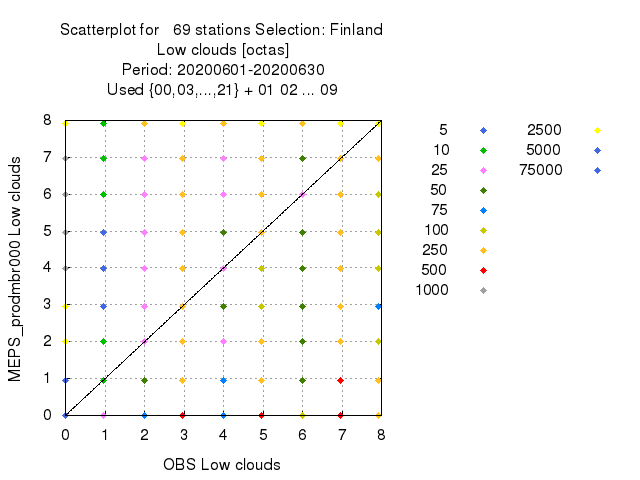 Scatterplot for 69 stations Selection: Finland
Low clouds [octas]
Period: 20200601-20200630
Used {00,03,...,21} + 01 02 ... 09
MEPS_prodmbr000 Low clouds
8
7
6
5
4
3
2
1
0
0 1 2 3 4 5 6 7 8
OBS Low clouds
5 2500
10 5000
25 75000
50
75
100
250
500
1000